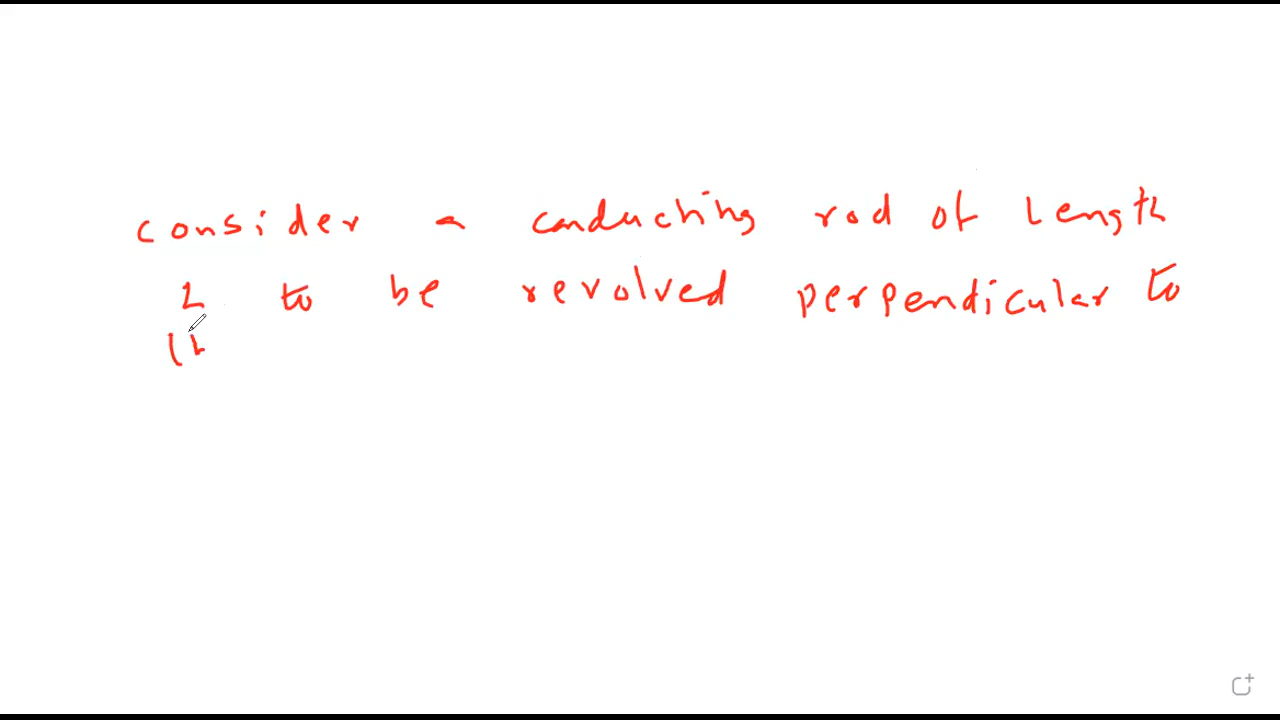 consider a conducting rod of length
L to be revolved perpendicular to